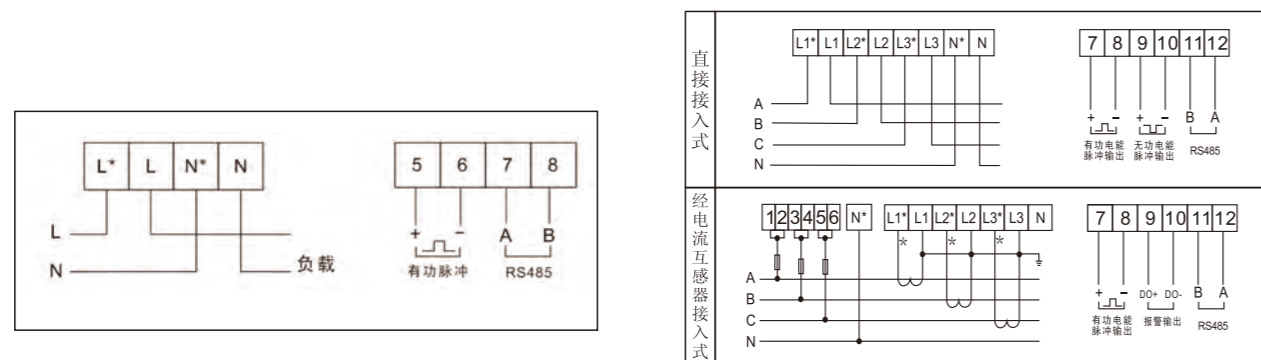 L* L N* N
5 6 7 8
L
N
负载
+ − A B
有功脉冲 RS485
直接接入式
L1* L1 L2* L2 L3* L3 N* N
7 8 9 10 11 12
A
B
C
N
+ − + − B A
有功电能 无功电能
脉冲输出 脉冲输出 RS485
经电流互感器接入式
1 2 3 4 5 6 N* L1* L1 L2* L2 L3* L3 N
7 8 9 10 11 12
* * *
A
B
C
N
+ − DO+ DO- B A
有功电能 报警输出 RS485
脉冲输出